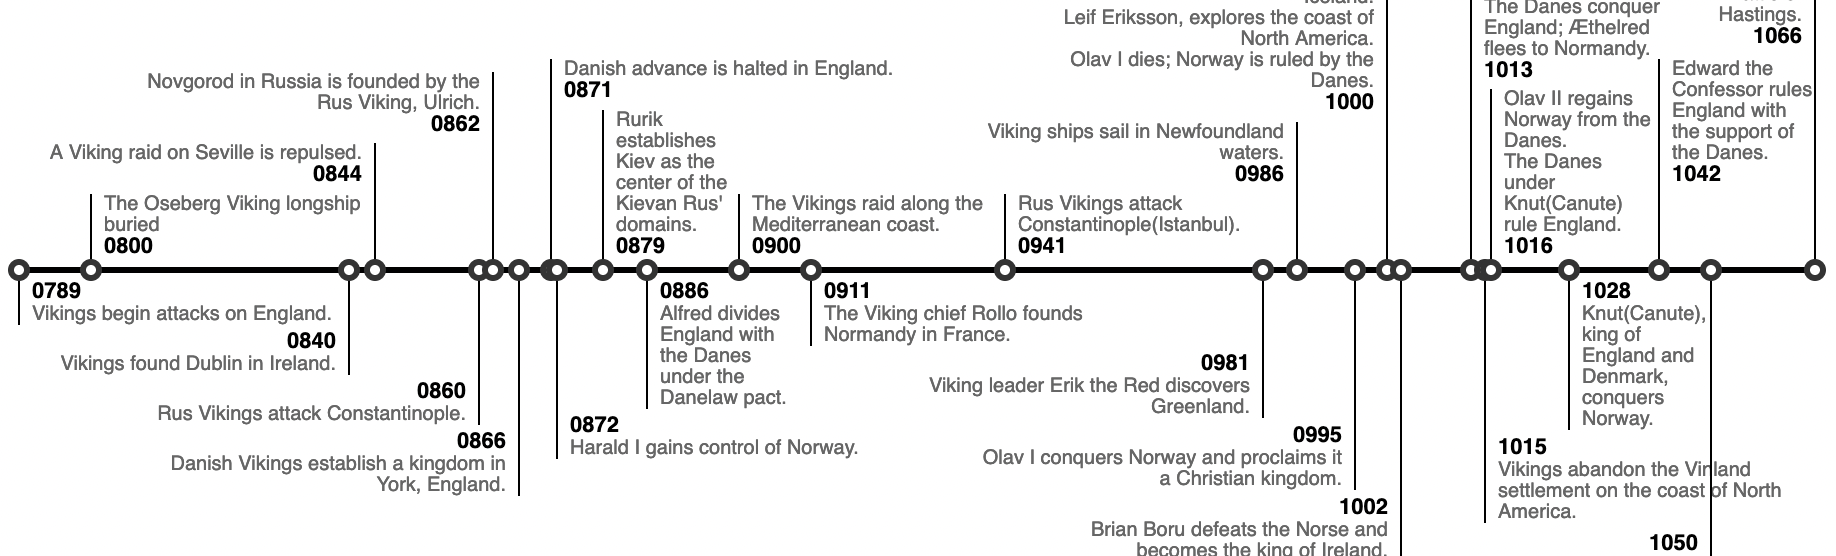 Leif Eriksson, explores the coast of
North America.
Olav I dies; Norway is ruled by the
Danes.
1000
The Danes conquer
England; Æthelred
flees to Normandy.
1013
Hastings.
1066
Novgorod in Russia is founded by the
Rus Viking, Ulrich.
0862
Danish advance is halted in England.
0871
A Viking raid on Seville is repulsed.
0844
The Oseberg Viking longship
buried
0800
Rurik
establishes
Kiev as the
center of the
Kievan Rus'
domains.
0879
The Vikings raid along the
Mediterranean coast.
0900
Viking ships sail in Newfoundland
waters.
0986
Rus Vikings attack
Constantinople(Istanbul).
0941
Olav II regains
Norway from the
Danes.
The Danes
under
Knut(Canute)
rule England.
1016
Edward the
Confessor rules
England with
the support of
the Danes.
1042
0789
Vikings begin attacks on England.
0840
Vikings found Dublin in Ireland.
0860
Rus Vikings attack Constantinople.
0866
Danish Vikings establish a kingdom in
York, England.
0872
Harald I gains control of Norway.
0886
Alfred divides
England with
the Danes
under the
Danelaw pact.
0911
The Viking chief Rollo founds
Normandy in France.
0981
Viking leader Erik the Red discovers
Greenland.
0995
Olav I conquers Norway and proclaims it
a Christian kingdom.
1002
Brian Boru defeats the Norse and
becomes the king of Ireland.
1028
Knut(Canute),
king of
England and
Denmark,
conquers
Norway.
1015
Vikings abandon the Vinland
settlement on the coast of North
America.
1050